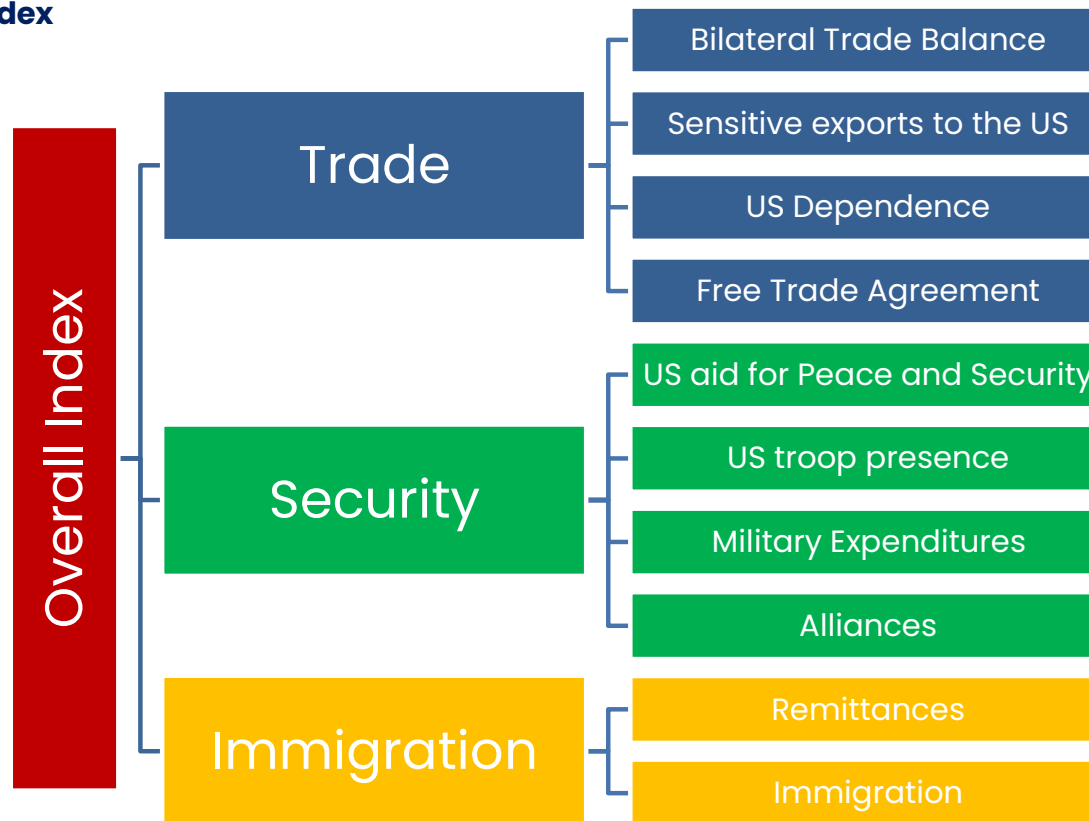 dex
Overall Index
Trade
Bilateral Trade Balance
Sensitive exports to the US
US Dependence
Free Trade Agreement
Security
US aid for Peace and Security
US troop presence
Military Expenditures
Alliances
Immigration
Remittances
Immigration